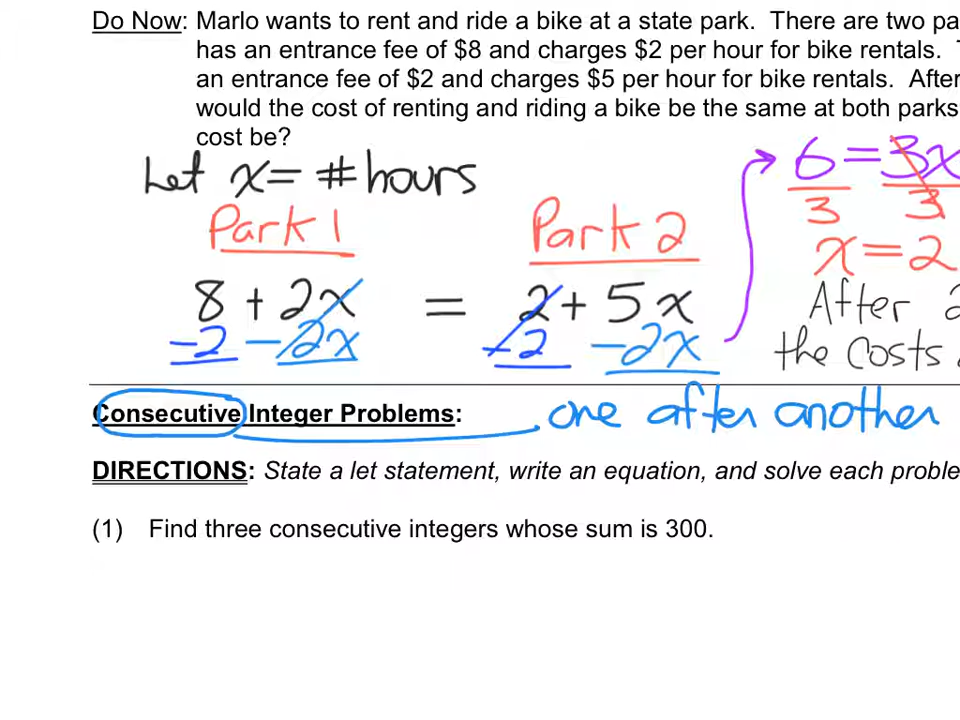 Do Now: Marlo wants to rent and ride a bike at a state park. There are two pa
has an entrance fee of $8 and charges $2 per hour for bike rentals.
an entrance fee of $2 and charges $5 per hour for bike rentals. After
would the cost of renting and riding a bike be the same at both parks
cost be?
Let x = # hours
Park 1 Park 2
8 + 2x = 2 + 5x
-2 -2x -2 -2x
6 = 3x
3 3
x = 2
After 2
the costs
Consecutive Integer Problems: one after another
DIRECTIONS: State a let statement, write an equation, and solve each proble
(1) Find three consecutive integers whose sum is 300.